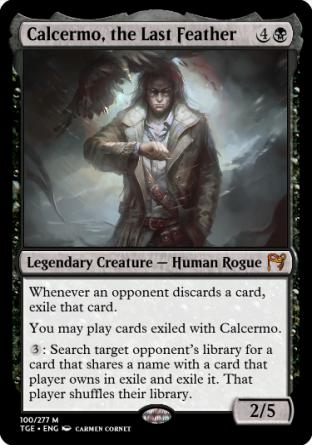 Calcermo, the Last Feather 4
Legendary Creature — Human Rogue
Whenever an opponent discards a card,
exile that card.
You may play cards exiled with Calcermo.
3: Search target opponent's library for a
card that shares a name with a card that
player owns in exile and exile it. That
player shuffles their library.
2/5
100/277 M
TGE • EN CARMEN CORNET